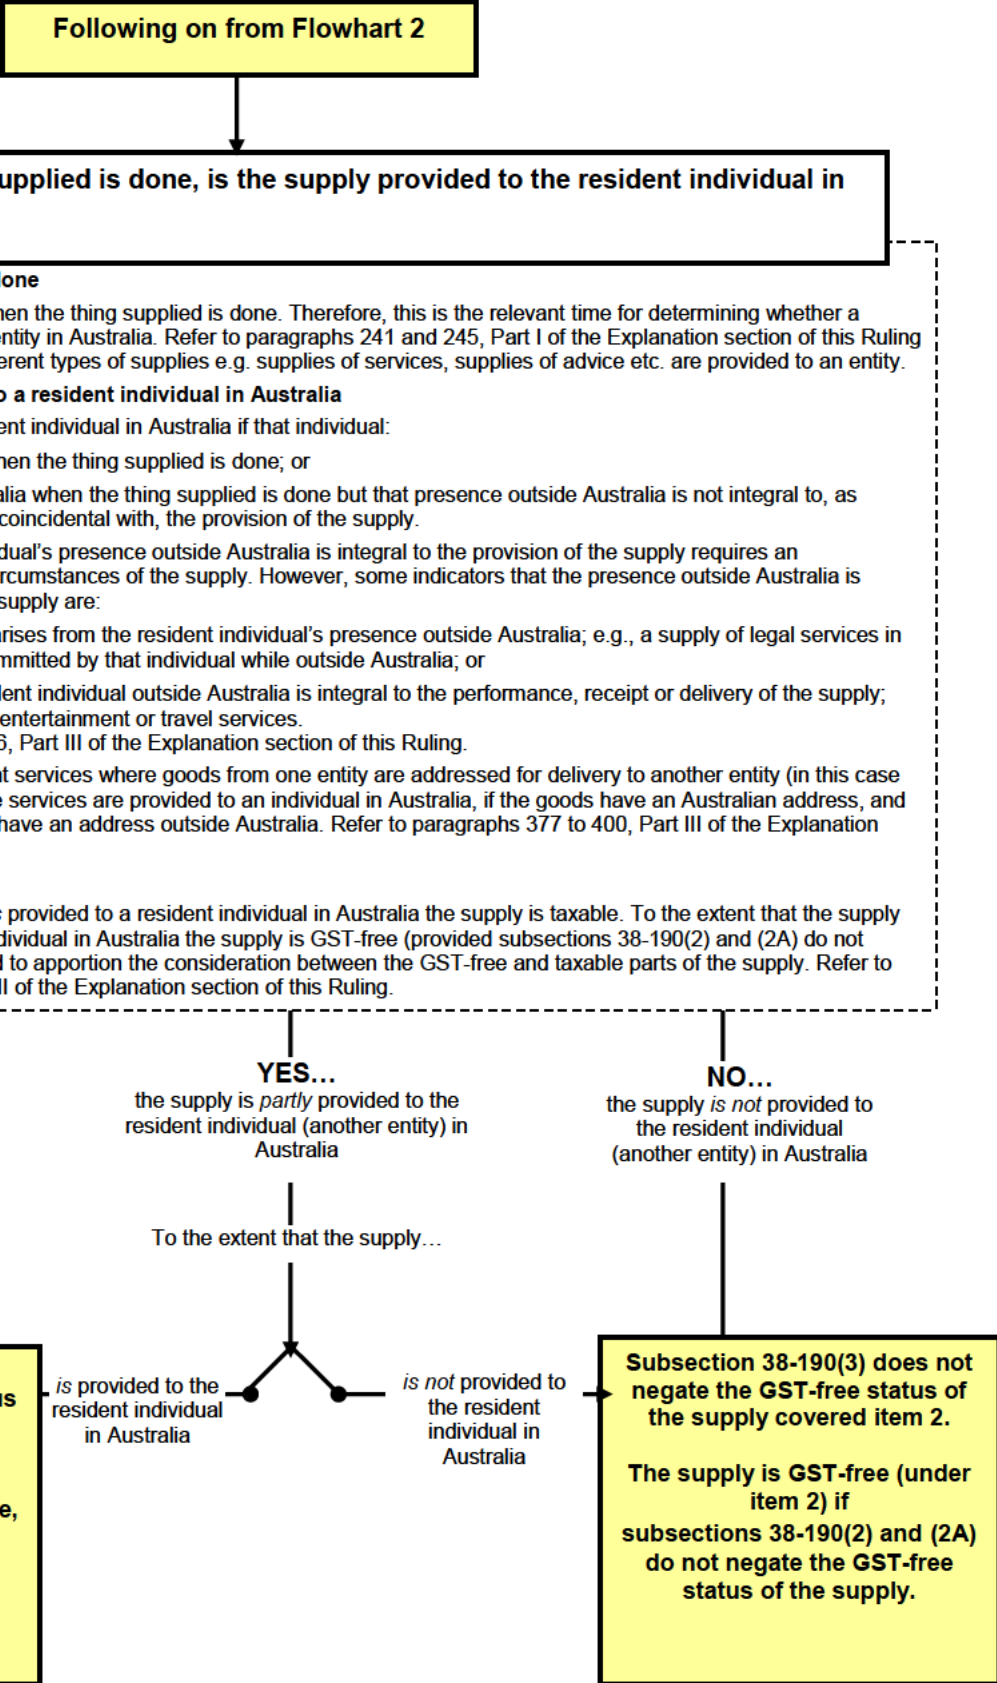 Following on from Flowchart 2
upplied is done, is the supply provided to the resident individual in
lone
hen the thing supplied is done. Therefore, this is the relevant time for determining whether a
entity in Australia. Refer to paragraphs 241 and 245, Part I of the Explanation section of this Ruling
ferent types of supplies e.g. supplies of services, supplies of advice etc. are provided to an entity.
o a resident individual in Australia
ent individual in Australia if that individual:
hen the thing supplied is done; or
alia when the thing supplied is done but that presence outside Australia is not integral to, as
coincidental with, the provision of the supply.
dual's presence outside Australia is integral to the provision of the supply requires an
rcumstances of the supply. However, some indicators that the presence outside Australia is
supply are:
arises from the resident individual's presence outside Australia; e.g., a supply of legal services in
mmitted by that individual while outside Australia; or
lent individual outside Australia is integral to the performance, receipt or delivery of the supply;
entertainment or travel services.
6, Part III of the Explanation section of this Ruling.
nt services where goods from one entity are addressed for delivery to another entity (in this case
e services are provided to an individual in Australia, if the goods have an Australian address, and
have an address outside Australia. Refer to paragraphs 377 to 400, Part III of the Explanation
s provided to a resident individual in Australia the supply is taxable. To the extent that the supply
dividual in Australia the supply is GST-free (provided subsections 38-190(2) and (2A) do not
d to apportion the consideration between the GST-free and taxable parts of the supply. Refer to
II of the Explanation section of this Ruling.
YES...
the supply is partly provided to the
resident individual (another entity) in
Australia
NO...
the supply is not provided to
the resident individual
(another entity) in Australia
To the extent that the supply...
us
e,
is provided to the
resident individual
in Australia
is not provided to
the resident
individual in
Australia
Subsection 38-190(3) does not
negate the GST-free status of
the supply covered item 2.
The supply is GST-free (under
item 2) if
subsections 38-190(2) and (2A)
do not negate the GST-free
status of the supply.